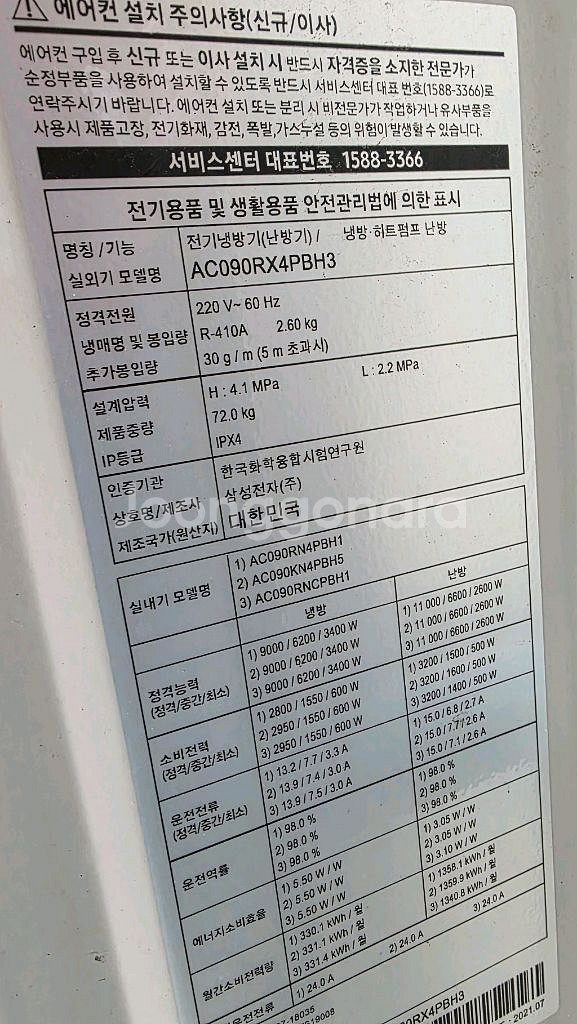 ⚠ 에어컨 설치 주의사항(신규/이사)
에어컨 구입 후 신규 또는 이사 설치 시 반드시 자격증을 소지한 전문가가
순정부품을 사용하여 설치할 수 있도록 반드시 서비스센터 대표 번호(1588-3366)로
연락주시기 바랍니다. 에어컨 설치 또는 분리 시 비전문가가 작업하거나 유사부품을
사용시 제품고장, 전기화재, 감전, 폭발,가스누설 등의 위험이 발생할 수 있습니다.
서비스센터 대표번호 1588-3366
전기용품 및 생활용품 안전관리법에 의한 표시
명칭 /기능 전기냉방기(난방기) / 냉방·히트펌프 난방
실외기 모델명 AC090RX4PBH3
정격전원 220 V~ 60 Hz
냉매명 및 봉입량 R-410A 2.60 kg
추가봉입량 30 g / m (5 m 초과시)
설계압력 H : 4.1 MPa L : 2.2 MPa
제품중량 72.0 kg
IP등급 IPX4
인증기관 한국화학융합시험연구원
상호명/제조사 삼성전자(주)
제조국가(원산지) 대한민국
joonggonara
실내기 모델명 1) AC090RN4PBH1
2) AC090KN4PBH5
3) AC090RNCPBH1
냉방 난방
정격능력 (정격/중간/최소) 1) 9000 / 6200 / 3400 W 1) 11 000 / 6600 / 2600 W
2) 9000 / 6200 / 3400 W 2) 11 000 / 6600 / 2600 W
3) 9000 / 6200 / 3400 W 3) 11 000 / 6600 / 2600 W
소비전력 (정격/중간/최소) 1) 2800 / 1550 / 600 W 1) 3200 / 1500 / 500 W
2) 2950 / 1550 / 600 W 2) 3200 / 1600 / 500 W
3) 2950 / 1550 / 600 W 3) 3200 / 1400 / 500 W
운전전류 (정격/중간/최소) 1) 13.2 / 7.7 / 3.3 A 1) 15.0 / 6.8 / 2.7 A
2) 13.9 / 7.4 / 3.0 A 2) 15.0 / 7.7 / 2.6 A
3) 13.9 / 7.5 / 3.0 A 3) 15.0 / 7.1 / 2.6 A
운전역률 1) 98.0 % 1) 98.0 %
2) 98.0 % 2) 98.0 %
3) 98.0 % 3) 98.0 %
에너지소비효율 1) 5.50 W / W 1) 3.05 W / W
2) 5.50 W / W 2) 3.05 W / W
3) 5.50 W / W 3) 3.10 W / W
월간소비전력량 1) 330.1 kWh / 월 1) 1358.1 kWh / 월
2) 331.1 kWh / 월 2) 1359.9 kWh / 월
3) 331.4 kWh / 월 3) 1340.8 kWh / 월
운전전류 1) 24.0 A 2) 24.0 A 3) 24.0 A
7-18035
19008
90RX4PBH3
: 2021.07